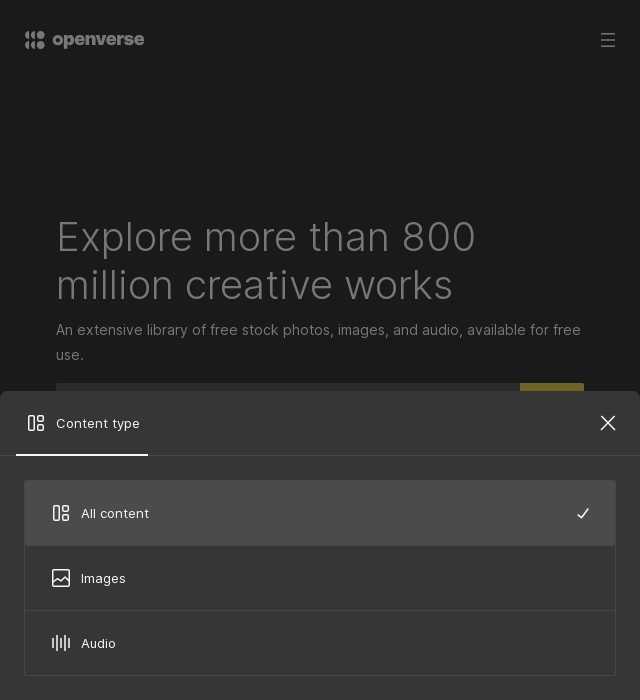 openverse
Explore more than 800
million creative works
An extensive library of free stock photos, images, and audio, available for free
use.
Content type
All content
Images
Audio